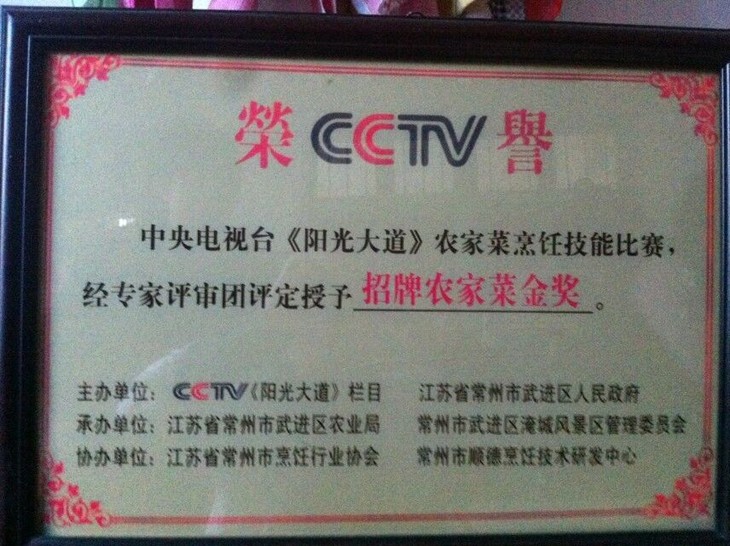 榮 CCTV 譽
中央电视台《阳光大道》农家菜烹饪技能比赛，
经专家评审团评定授予 招牌农家菜金奖 。
主办单位：CCTV《阳光大道》栏目 江苏省常州市武进区人民政府
承办单位：江苏省常州市武进区农业局 常州市武进区淹城风景区管理委员会
协办单位：江苏省常州市烹饪行业协会 常州市顺德烹饪技术研发中心